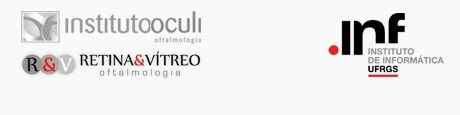 institutooculi
oftalmologia
R&V RETINA&VÍTREO
oftalmologia
.inf
INSTITUTO
DE INFORMÁTICA
UFRGS